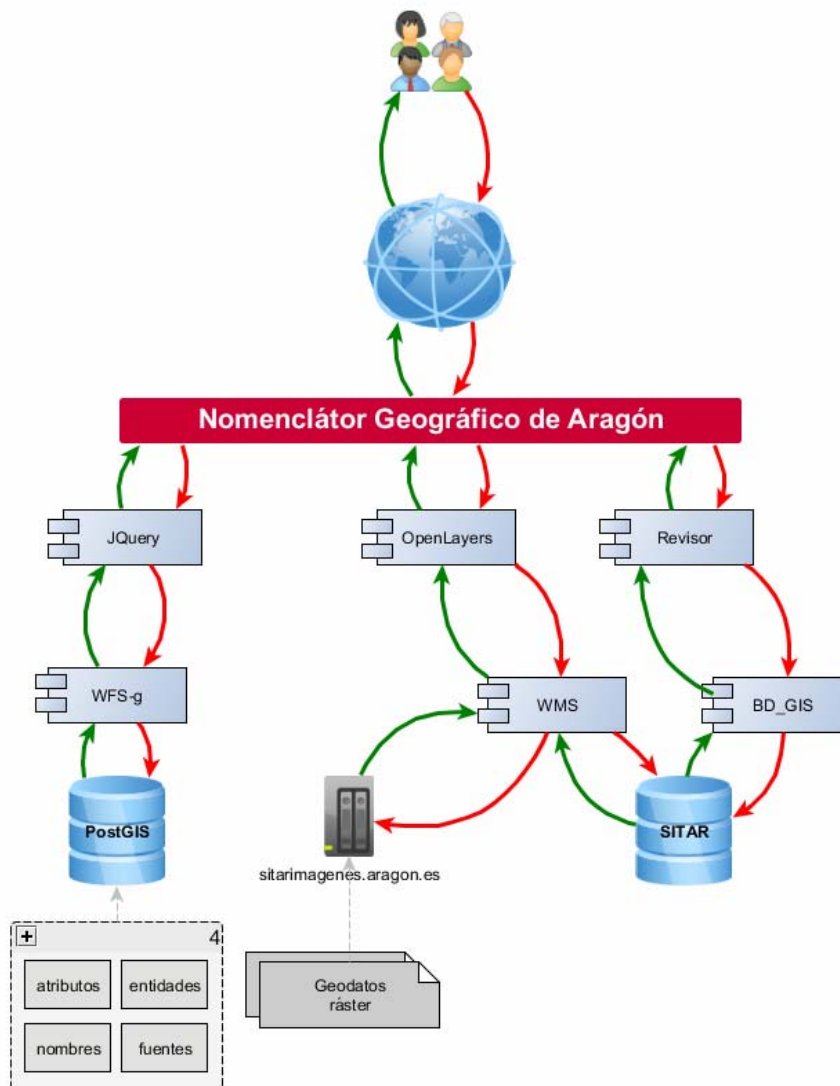 Nomenclátor Geográfico de Aragón
JQuery
OpenLayers
Revisor
WFS-g
WMS
BD_GIS
PostGIS
SITAR
sitarimagenes.aragon.es
4
atributos
entidades
nombres
fuentes
Geodatos
ráster